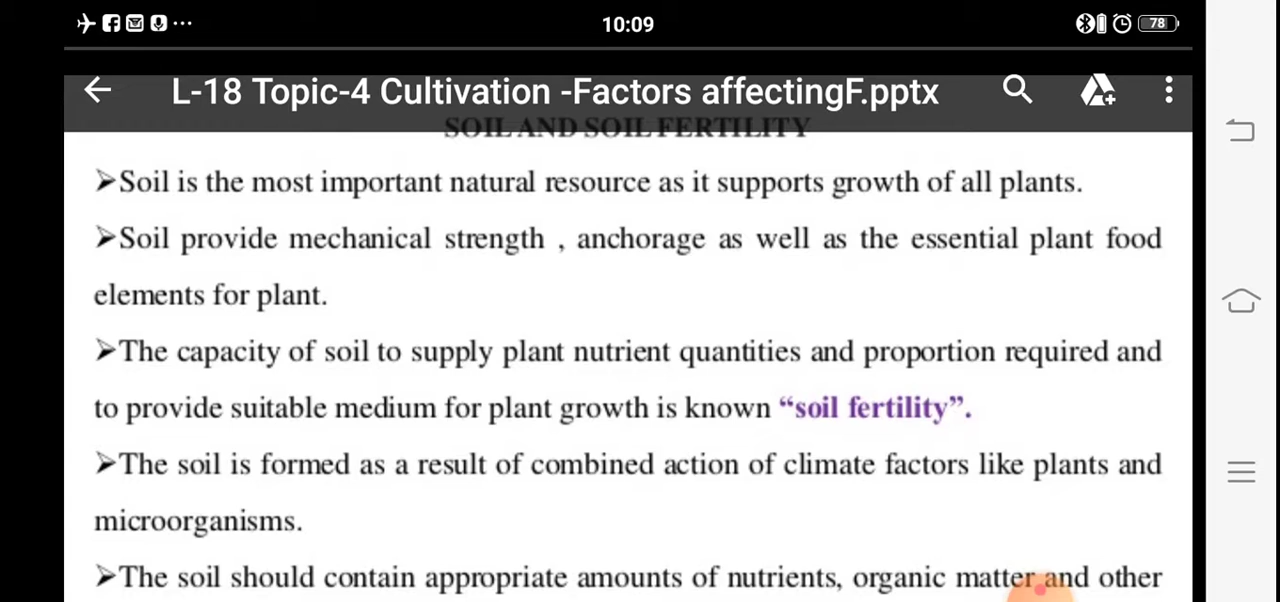 10:09
78
L-18 Topic-4 Cultivation -Factors affectingF.pptx
SOIL AND SOIL FERTILITY
➢Soil is the most important natural resource as it supports growth of all plants.
➢Soil provide mechanical strength , anchorage as well as the essential plant food
elements for plant.
➢The capacity of soil to supply plant nutrient quantities and proportion required and
to provide suitable medium for plant growth is known “soil fertility”.
➢The soil is formed as a result of combined action of climate factors like plants and
microorganisms.
➢The soil should contain appropriate amounts of nutrients, organic matter and other